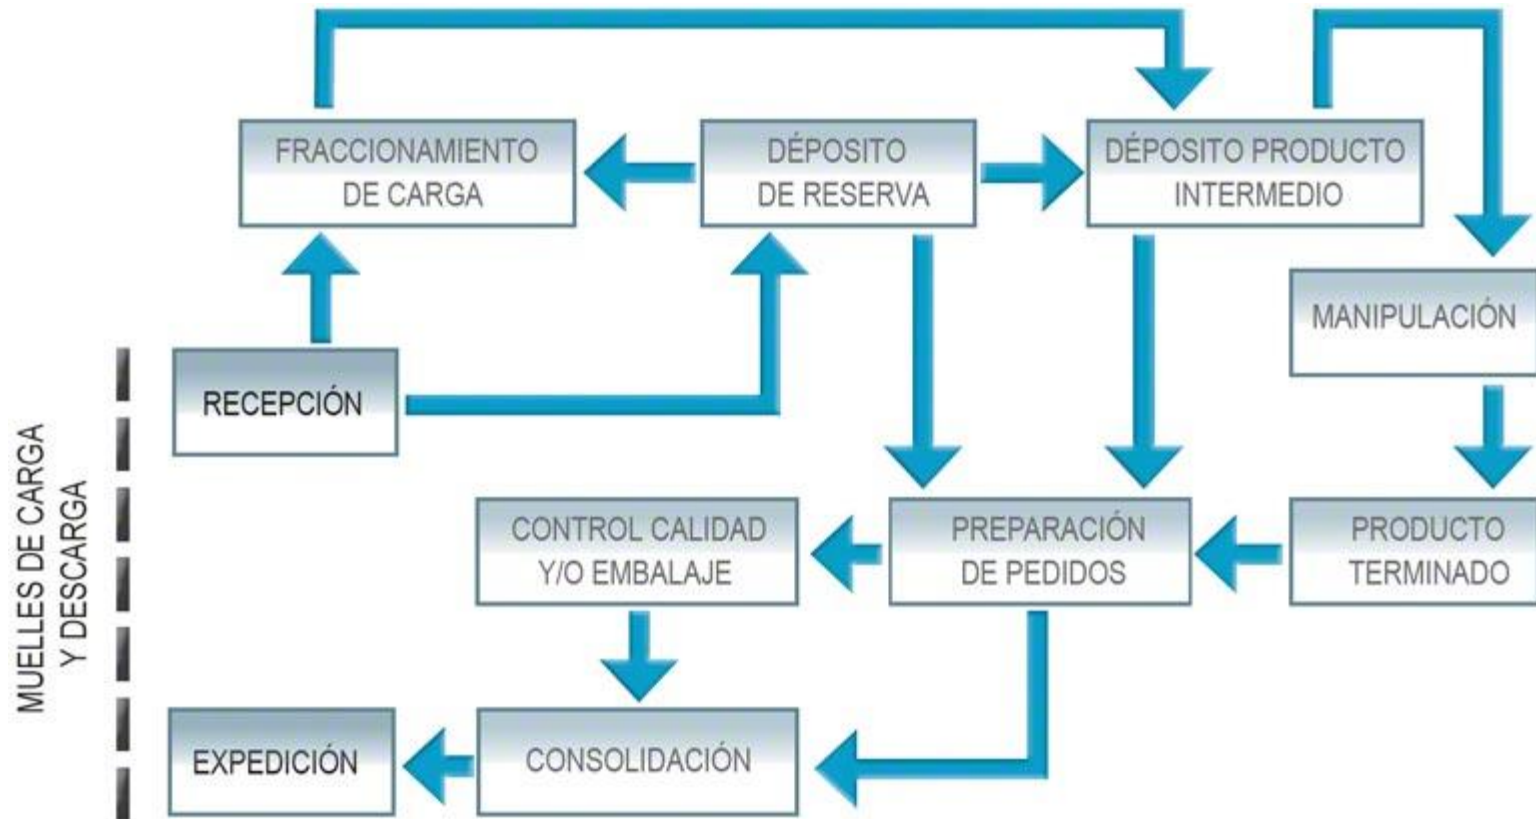 FRACCIONAMIENTO
DE CARGA
DÉPOSITO
DE RESERVA
DÉPOSITO PRODUCTO
INTERMEDIO
MANIPULACIÓN
RECEPCIÓN
MUELLES DE CARGA
Y DESCARGA
CONTROL CALIDAD
Y/O EMBALAJE
PREPARACIÓN
DE PEDIDOS
PRODUCTO
TERMINADO
EXPEDICIÓN
CONSOLIDACIÓN